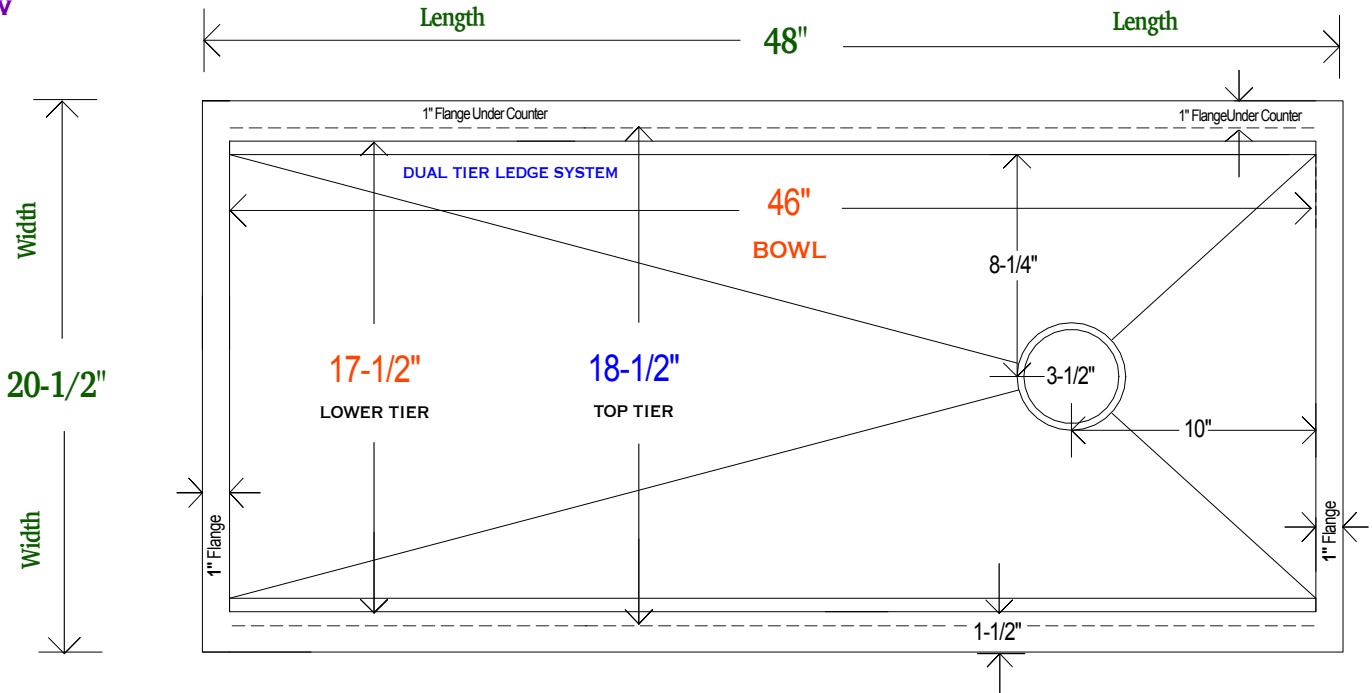 Length
Length
48"
1" Flange Under Counter
1" FlangeUnder Counter
DUAL TIER LEDGE SYSTEM
46"
BOWL
Width
8-1/4"
17-1/2"
LOWER TIER
18-1/2"
TOP TIER
3-1/2"
20-1/2"
10"
Width
1" Flange
1" Flange
1-1/2"